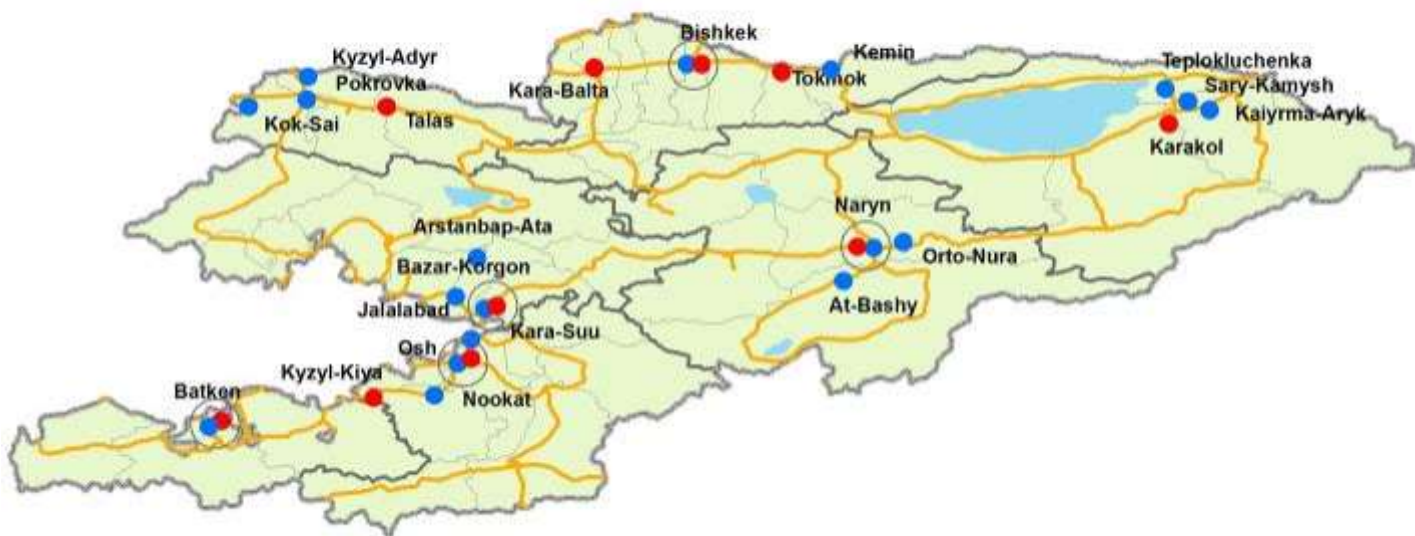 Bishkek
Kyzyl-Adyr
Kemin
Teplokluchenka
Pokrovka
Tokmok
Sary-Kamysh
Kara-Balta
Kok-Sai
Talas
Kaiyrma-Aryk
Karakol
Naryn
Arstanbap-Ata
Orto-Nura
Bazar-Korgon
At-Bashy
Jalalabad
Kara-Suu
Osh
Kyzyl-Kiya
Batken
Nookat